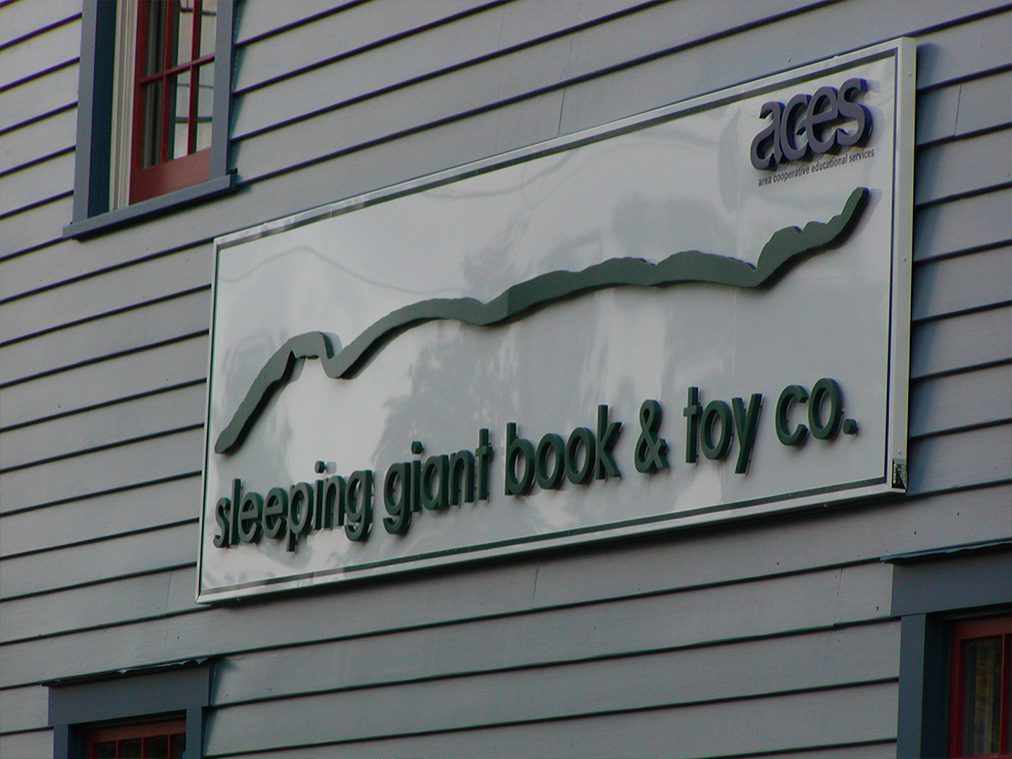 aces
area cooperative educational services
sleeping giant book & toy co.